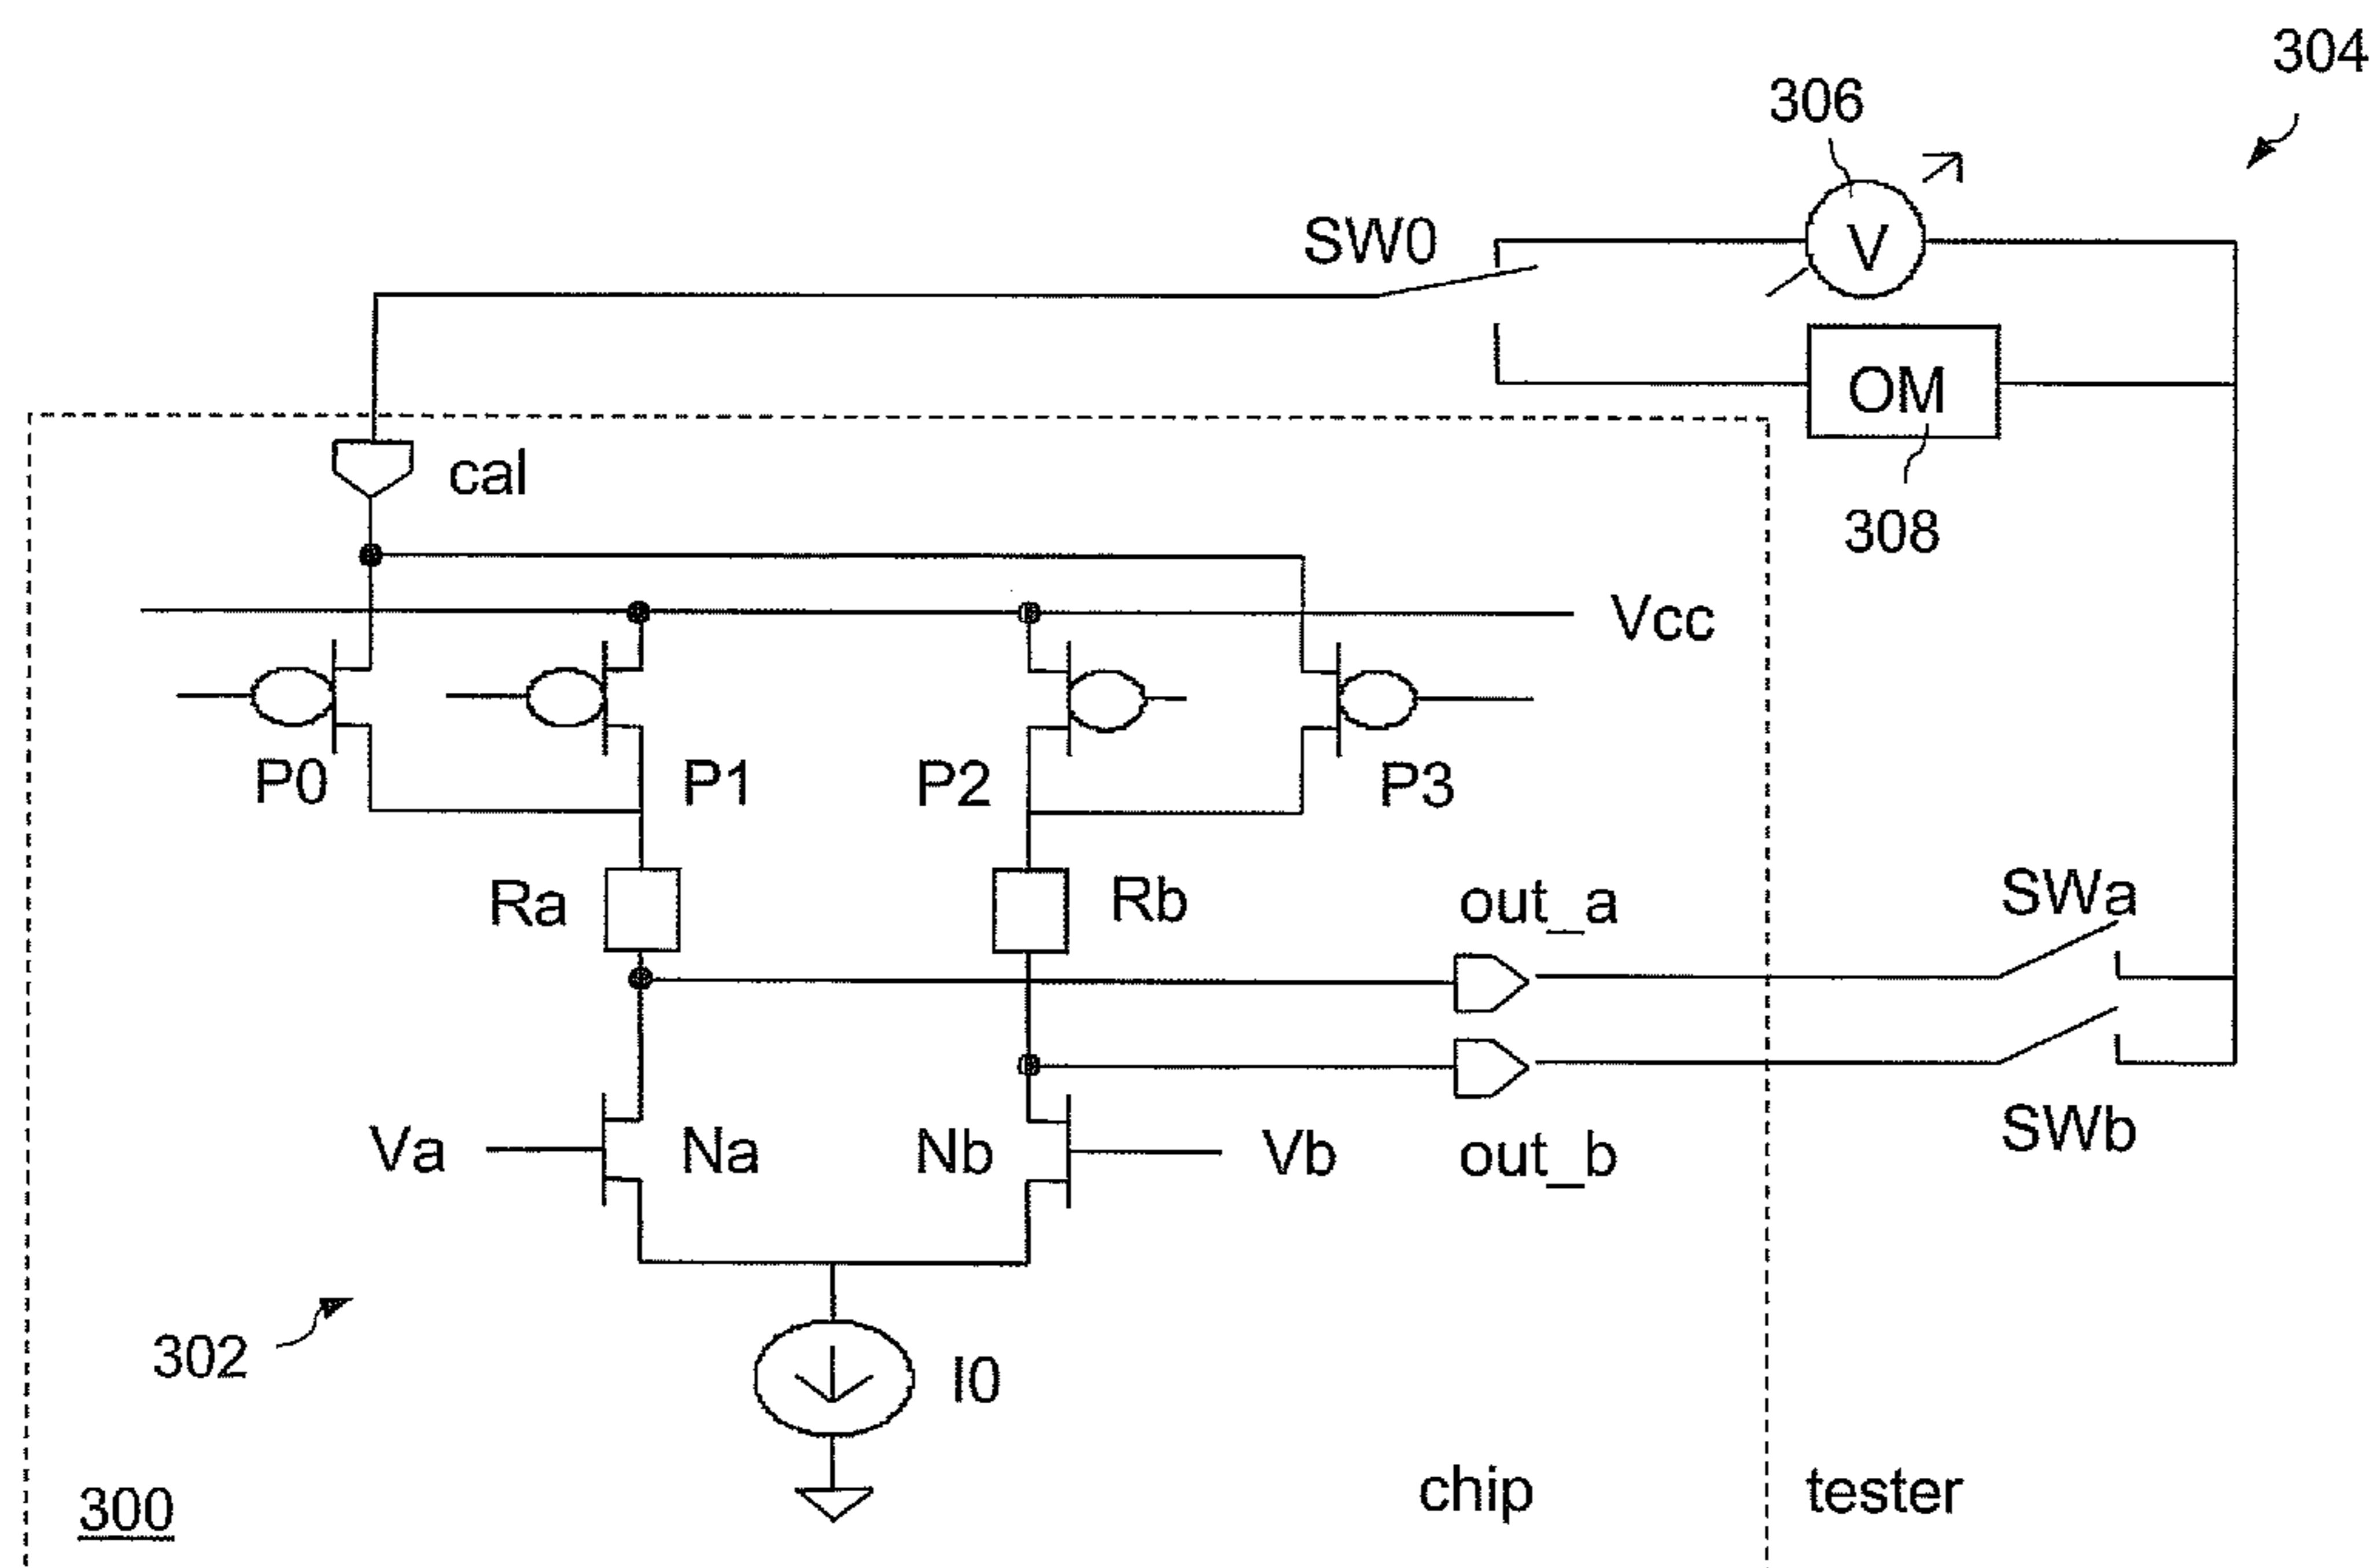 304
306
SW0
V
OM
cal
308
Vcc
P0
P1
P2
P3
Ra
Rb
out_a
SWa
Va
Na
Nb
Vb
out_b
SWb
302
I0
300
chip
tester